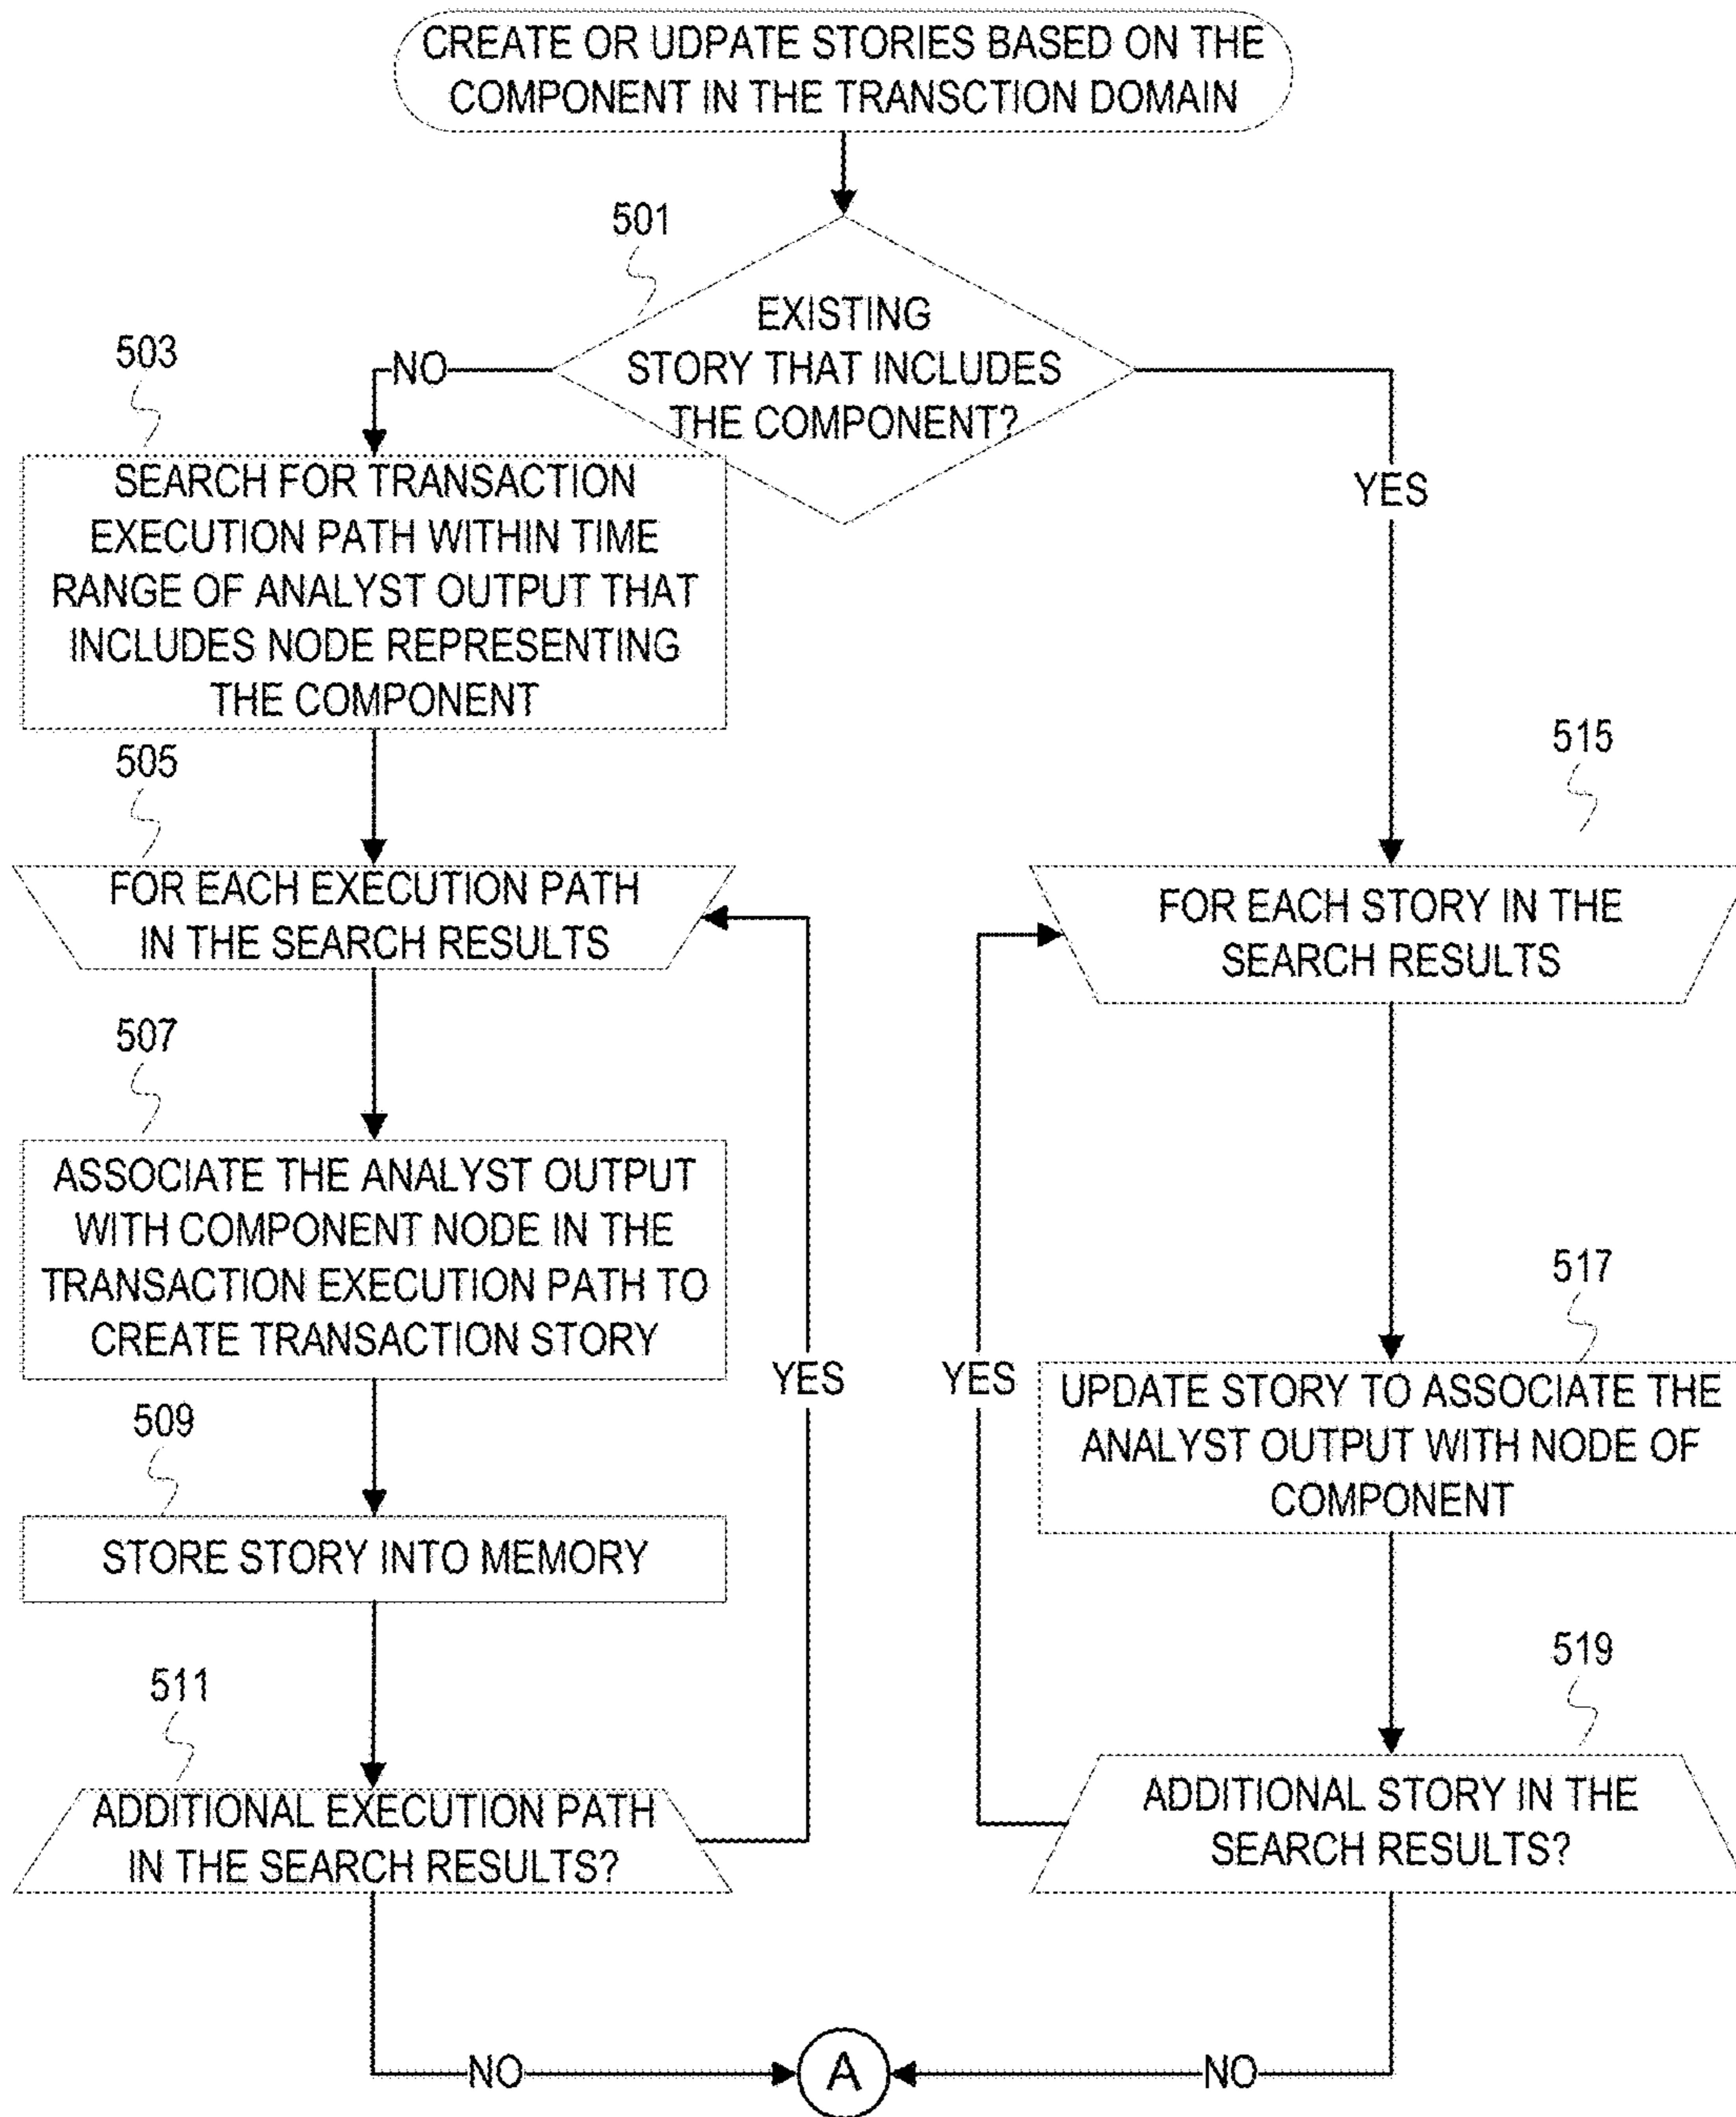 CREATE OR UDPATE STORIES BASED ON THE
COMPONENT IN THE TRANSCTION DOMAIN
501
EXISTING
STORY THAT INCLUDES
THE COMPONENT?
NO
YES
503
SEARCH FOR TRANSACTION
EXECUTION PATH WITHIN TIME
RANGE OF ANALYST OUTPUT THAT
INCLUDES NODE REPRESENTING
THE COMPONENT
505
FOR EACH EXECUTION PATH
IN THE SEARCH RESULTS
507
ASSOCIATE THE ANALYST OUTPUT
WITH COMPONENT NODE IN THE
TRANSACTION EXECUTION PATH TO
CREATE TRANSACTION STORY
509
STORE STORY INTO MEMORY
511
ADDITIONAL EXECUTION PATH
IN THE SEARCH RESULTS?
YES
NO
515
FOR EACH STORY IN THE
SEARCH RESULTS
517
UPDATE STORY TO ASSOCIATE THE
ANALYST OUTPUT WITH NODE OF
COMPONENT
519
ADDITIONAL STORY IN THE
SEARCH RESULTS?
YES
NO
A